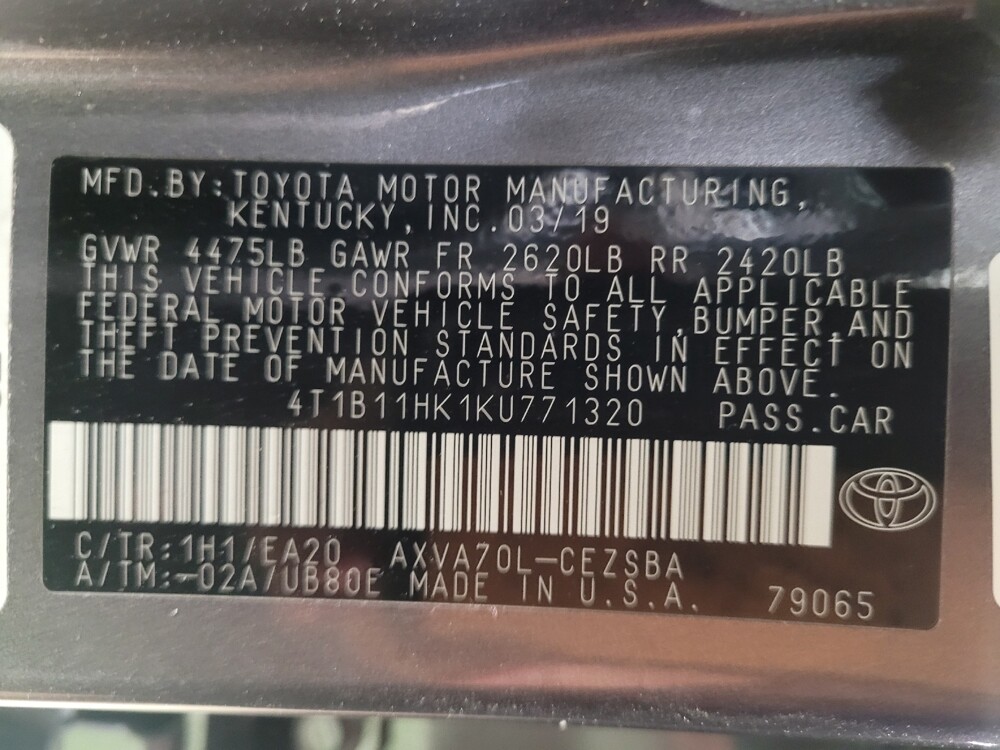 MFD.BY:TOYOTA MOTOR MANUFACTURING,
KENTUCKY,INC.03/19
GVWR 4475LB GAWR FR 2620LB RR 2420LB
THIS VEHICLE CONFORMS TO ALL APPLICABLE
FEDERAL MOTOR VEHICLE SAFETY,BUMPER,AND
THEFT PREVENTION STANDARDS IN EFFECT ON
THE DATE OF MANUFACTURE SHOWN ABOVE.
4T1B11HK1KU771320 PASS.CAR
C/TR:1H1/EA20 AXVA70L-CEZSBA
A/TM:-02A/UB80E MADE IN U.S.A. 79065